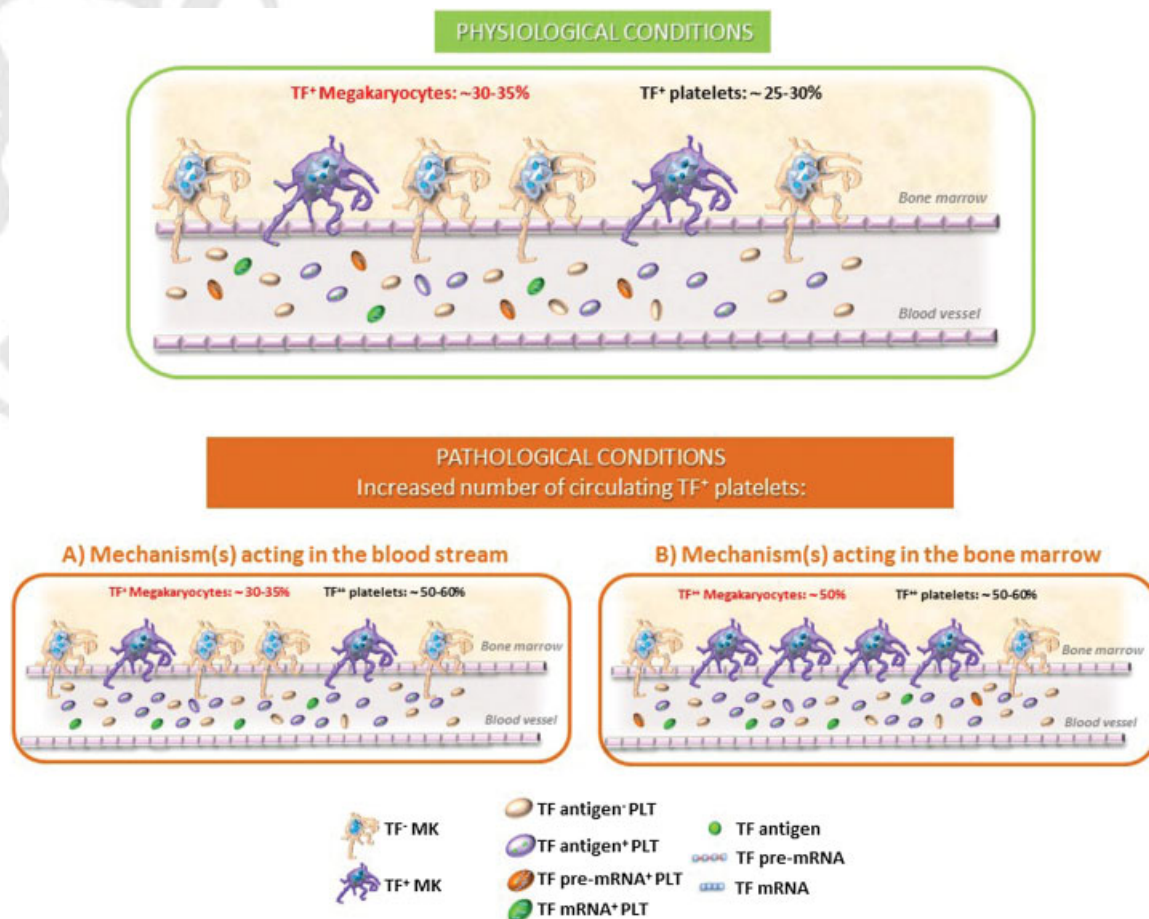 PHYSIOLOGICAL CONDITIONS
TF⁺ Megakaryocytes: ~30-35%
TF⁺ platelets: ~25-30%
Bone marrow
Blood vessel
PATHOLOGICAL CONDITIONS
Increased number of circulating TF⁺ platelets:
A) Mechanism(s) acting in the blood stream
TF⁺ Megakaryocytes: ~30-35%
TF⁺⁺ platelets: ~50-60%
Bone marrow
Blood vessel
B) Mechanism(s) acting in the bone marrow
TF⁺⁺ Megakaryocytes: ~50%
TF⁺⁺ platelets: ~50-60%
Bone marrow
Blood vessel
TF⁻ MK
TF⁺ MK
TF antigen⁻ PLT
TF antigen⁺ PLT
TF pre-mRNA⁺ PLT
TF mRNA⁺ PLT
TF antigen
TF pre-mRNA
TF mRNA